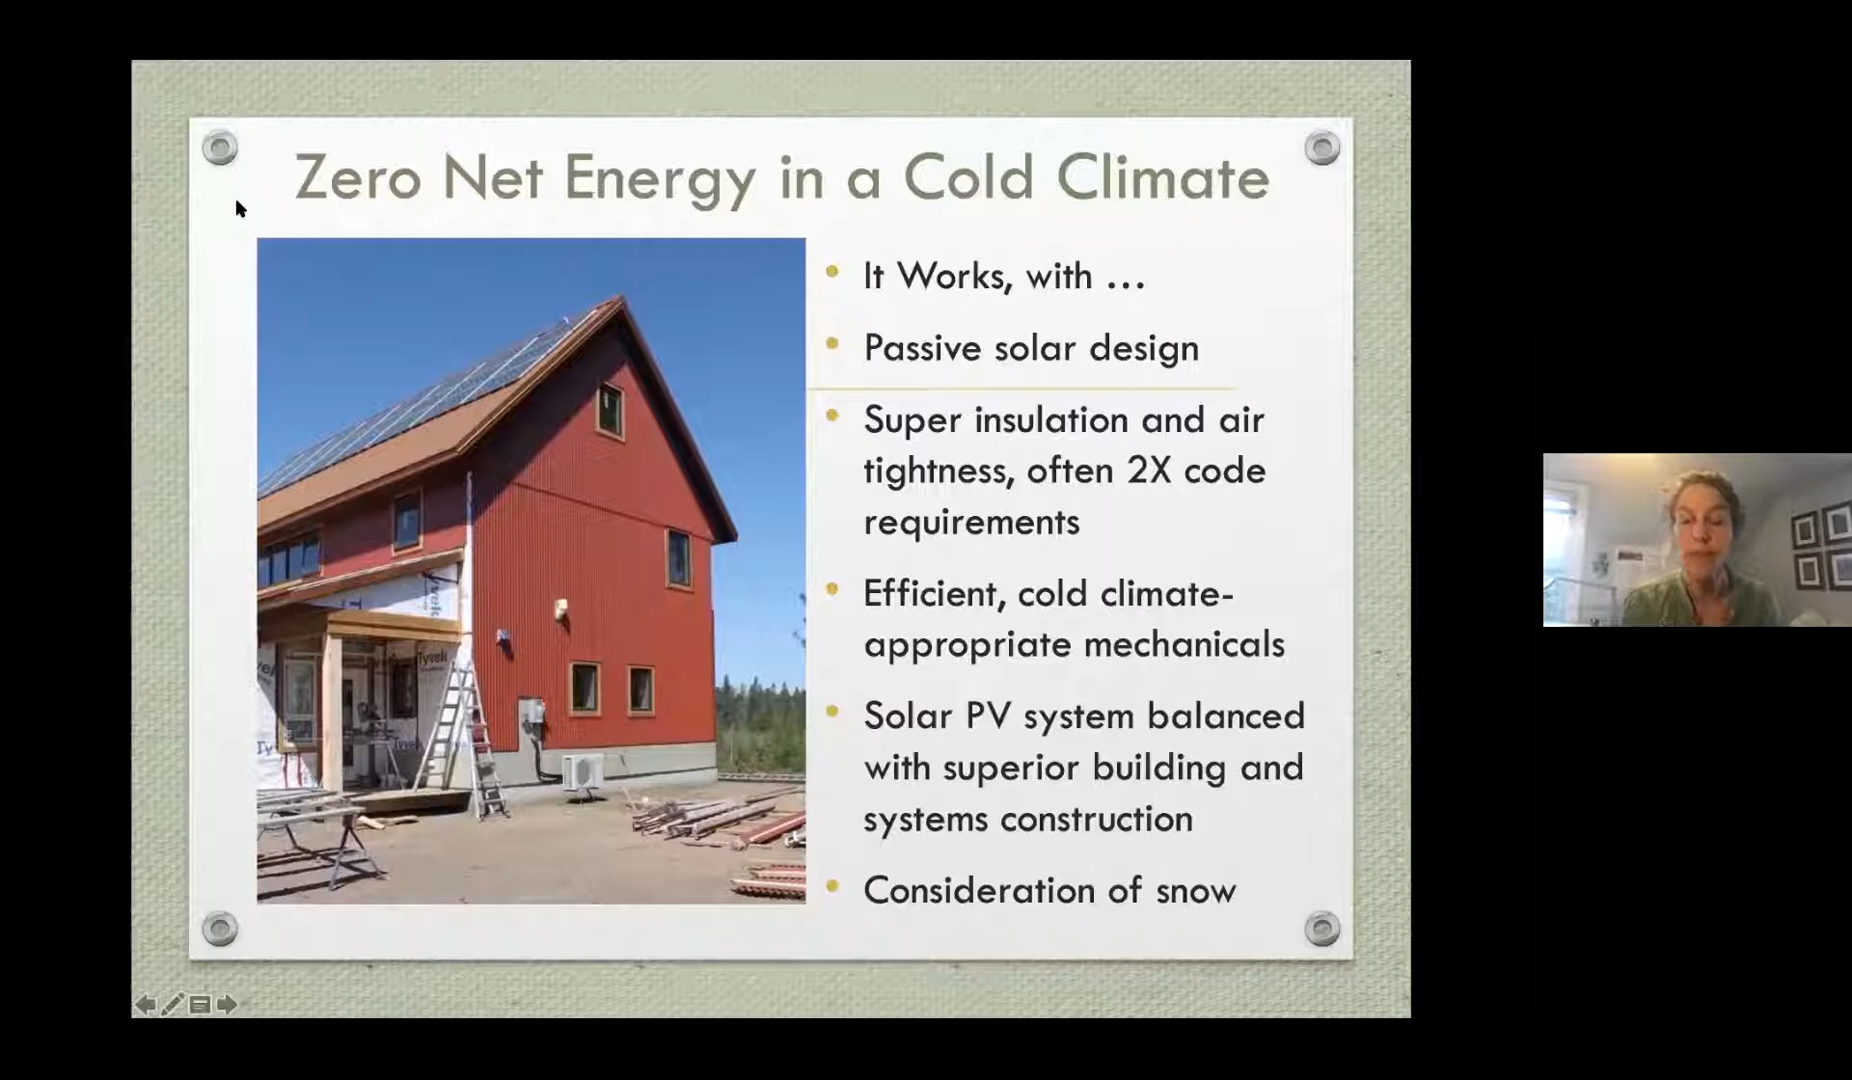 Zero Net Energy in a Cold Climate
It Works, with ...
Passive solar design
Super insulation and air
tightness, often 2X code
requirements
Efficient, cold climate-
appropriate mechanicals
Solar PV system balanced
with superior building and
systems construction
Consideration of snow
Tyvek